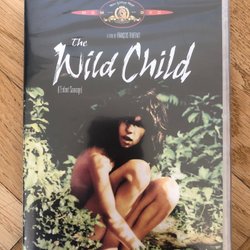 A FILM BY FRANÇOIS TRUFFAUT
The
Wild Child
(L'Enfant Sauvage)